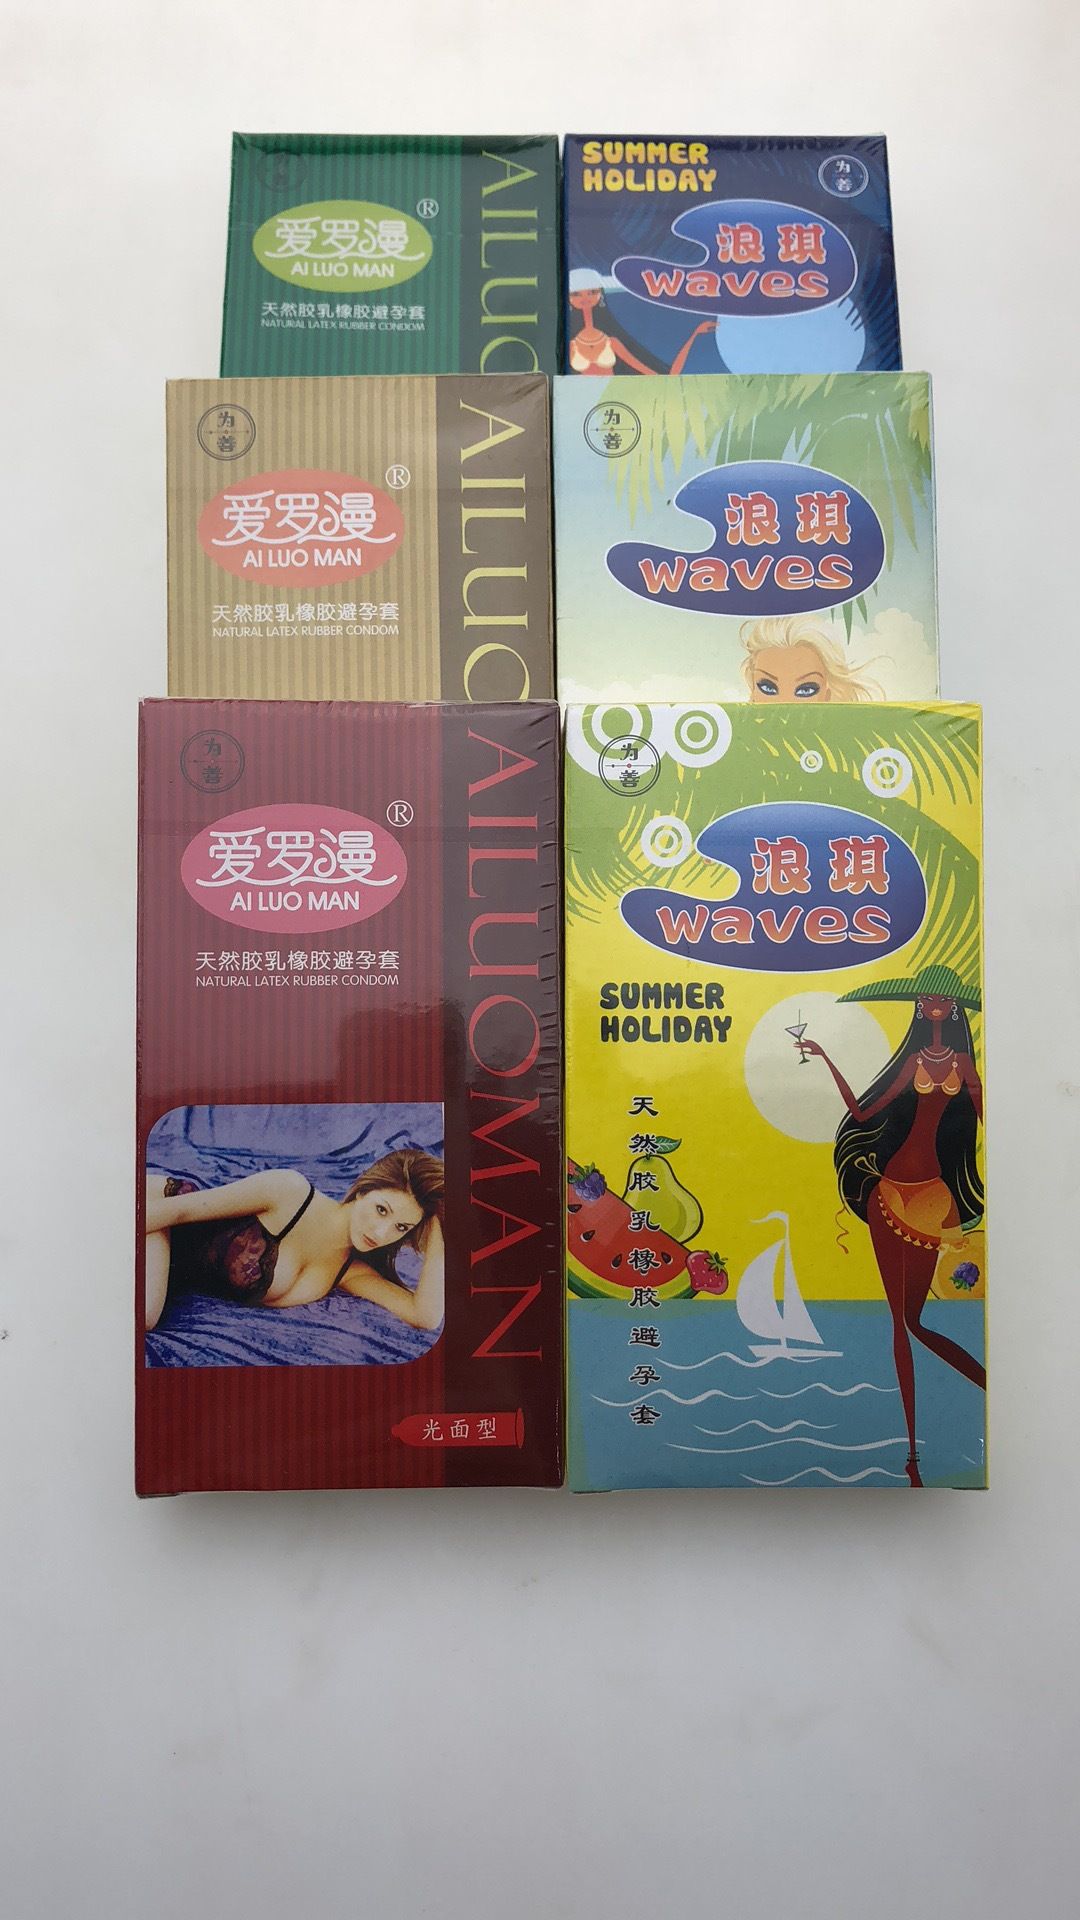 为善
爱罗漫®
AI LUO MAN
天然胶乳橡胶避孕套
NATURAL LATEX RUBBER CONDOM
AILUO
SUMMER
HOLIDAY
为善
浪琪
waves
为善
爱罗漫®
AI LUO MAN
天然胶乳橡胶避孕套
NATURAL LATEX RUBBER CONDOM
AILUO
为善
浪琪
waves
为善
爱罗漫®
AI LUO MAN
天然胶乳橡胶避孕套
NATURAL LATEX RUBBER CONDOM
AILUOMAN
光面型
为善
浪琪
waves
SUMMER
HOLIDAY
天然胶乳橡胶避孕套